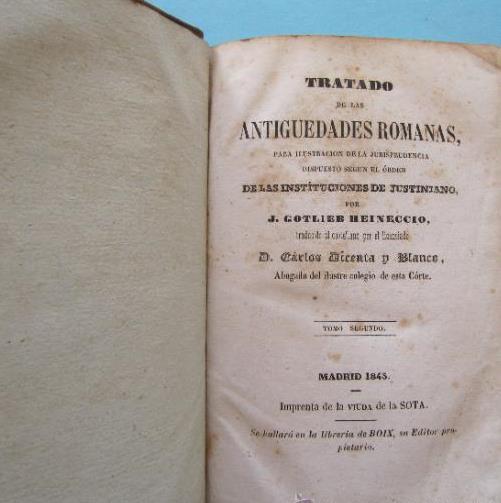 TRATADO
DE LAS
ANTIGUEDADES ROMANAS,
PARA ILUSTRACION DE LA JURISPRUDENCIA
DISPUESTO SEGUN EL ÓRDEN
DE LAS INSTITUCIONES DE JUSTINIANO,
POR
J. GOTLIEB HEINECCIO,
traducido al castellano por el licenciado
D. Cárlos Dicenta y Blanco,
Abogado del ilustre colegio de esta Córte.
TOMO SEGUNDO.
MADRID 1845.
Imprenta de la VIUDA de la SOTA.
Se hallará en la librería de BOIX, su Editor pro-
pietario.